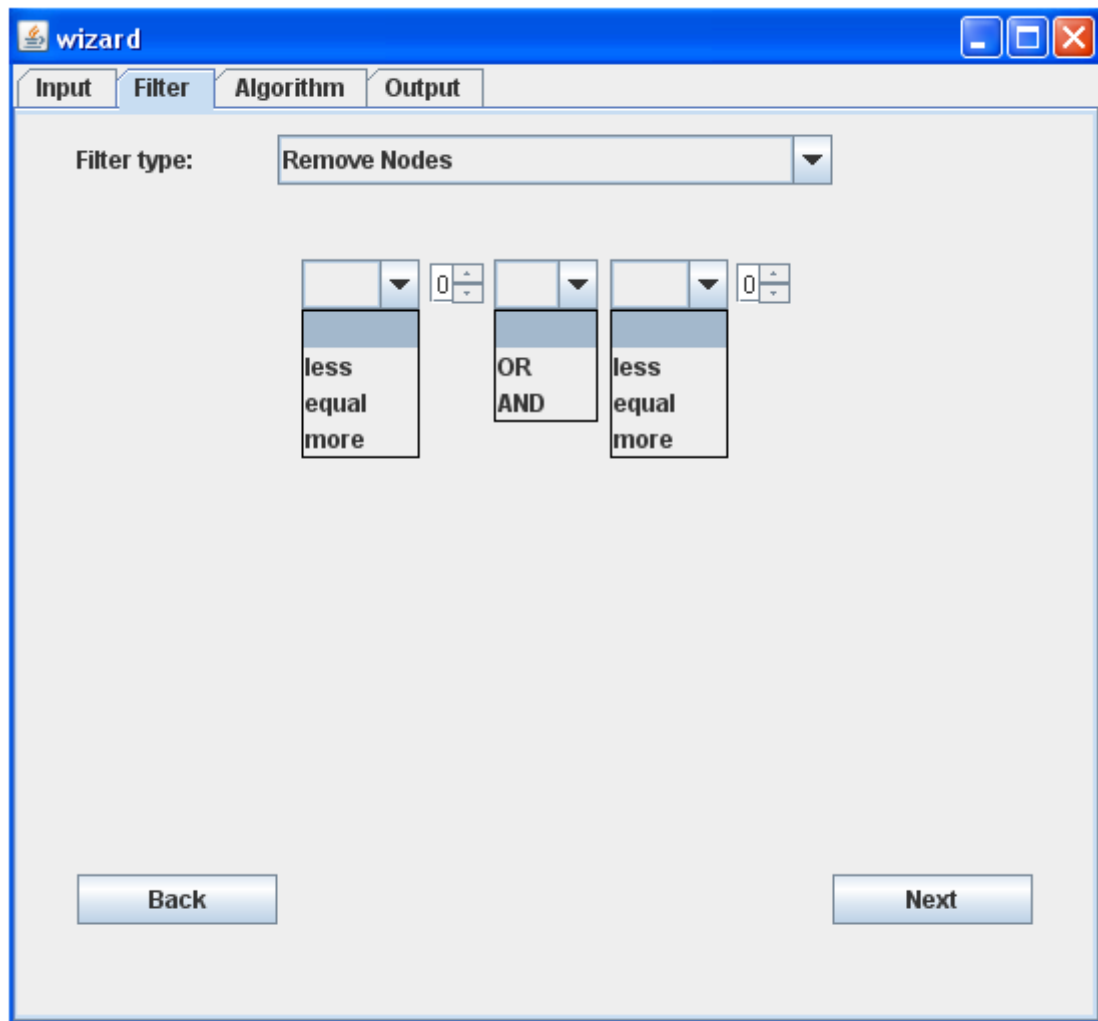 wizard
Input Filter Algorithm Output
Filter type: Remove Nodes
0 0
less OR less
equal AND equal
more more
Back Next